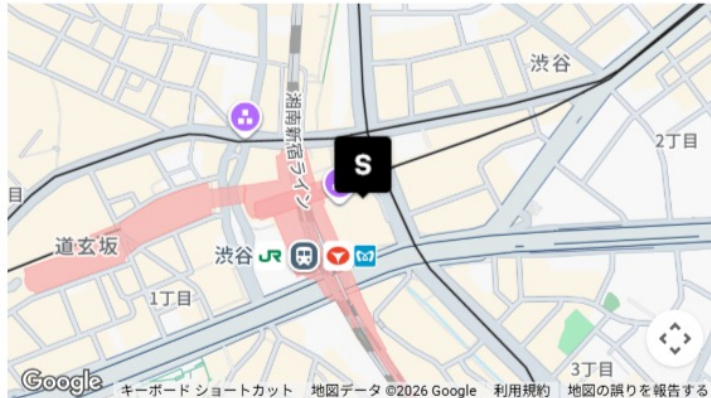 渋谷
湘南新宿ライン
S
2丁目
目
道玄坂
渋谷 JR
1丁目
3丁目
Google
キーボード ショートカット 地図データ ©2026 Google 利用規約 地図の誤りを報告する